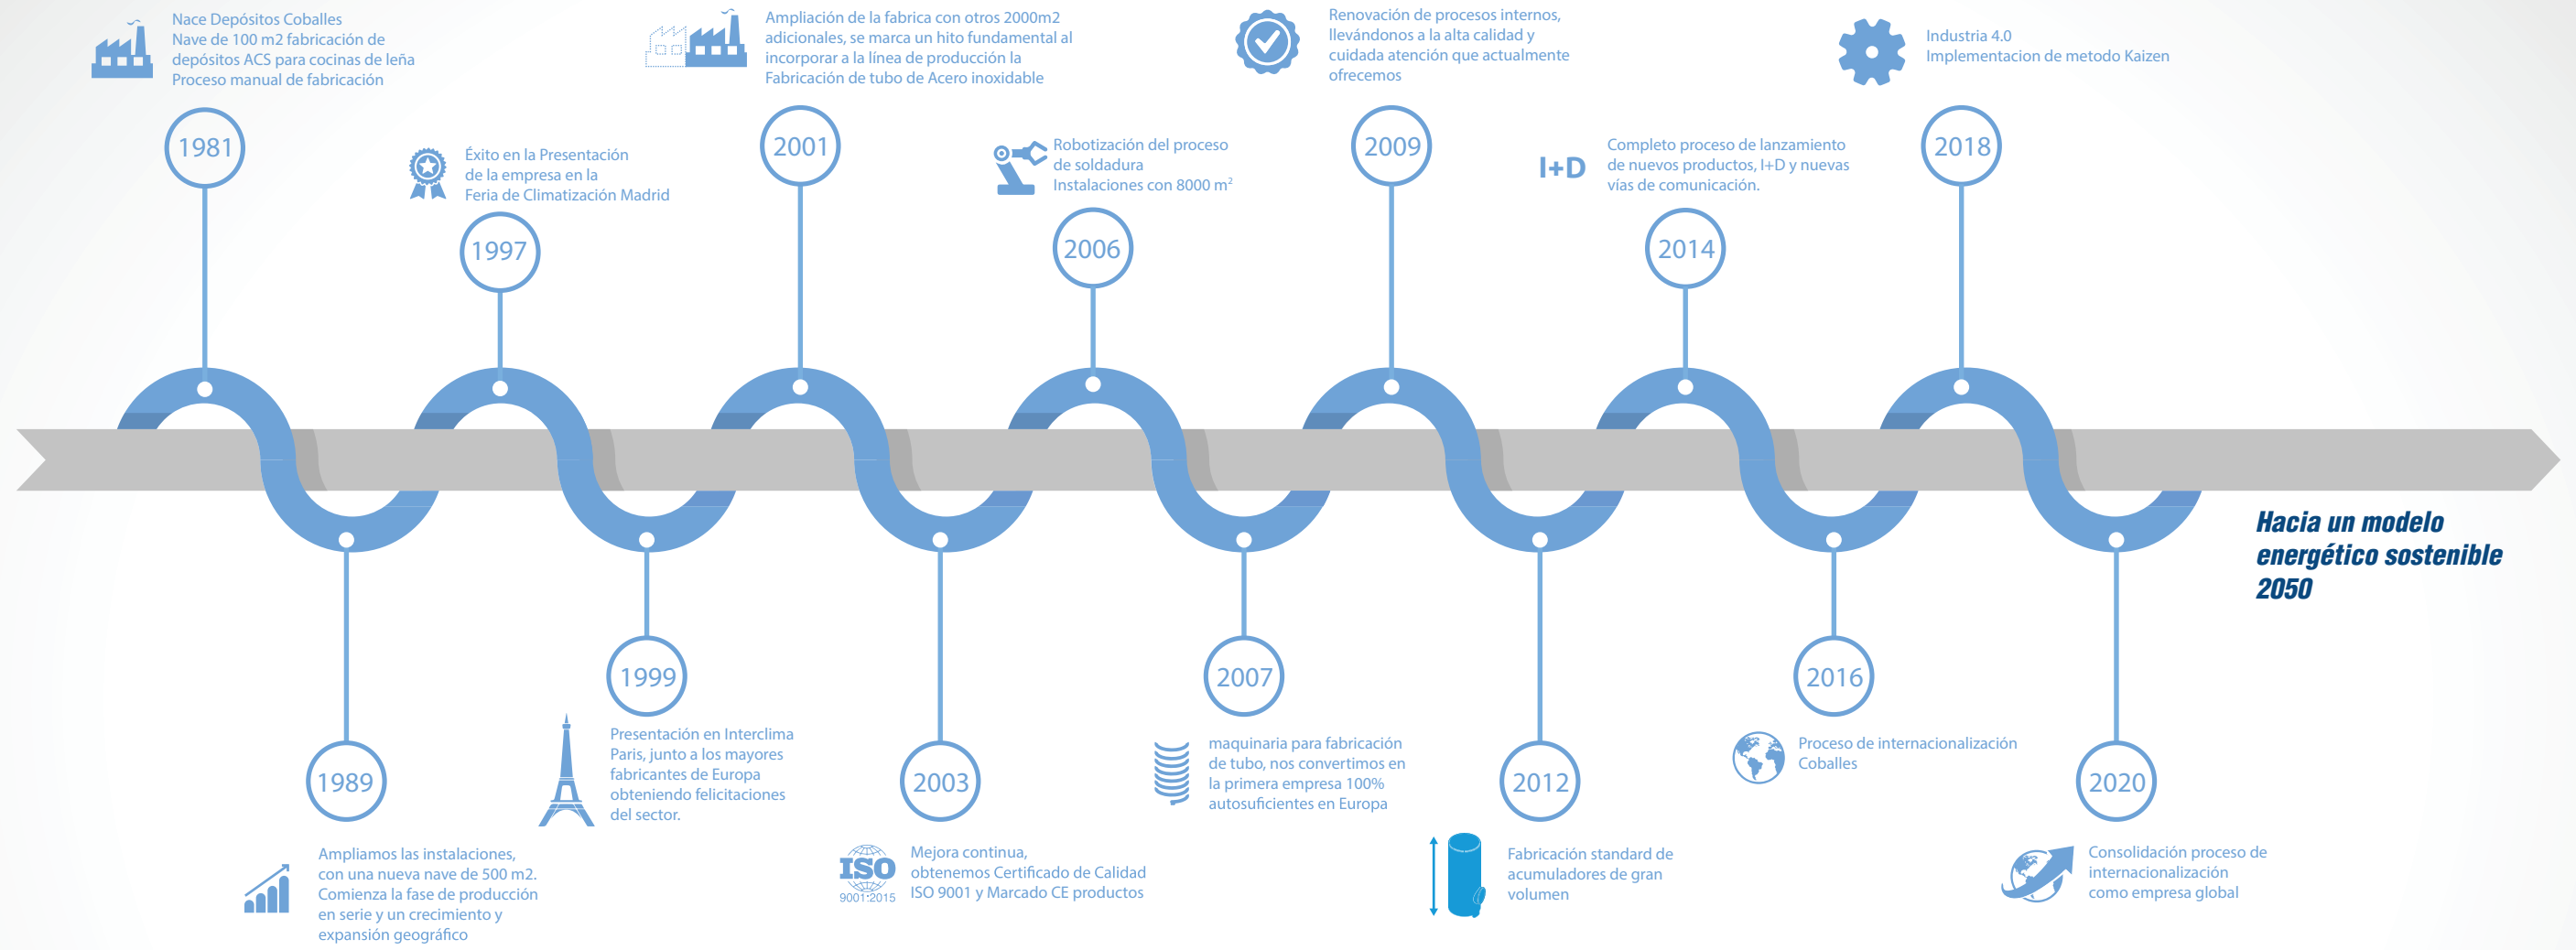 Nace Depósitos Coballes
Nave de 100 m2 fabricación de
depósitos ACS para cocinas de leña
Proceso manual de fabricación
1981
Ampliamos las instalaciones,
con una nueva nave de 500 m2.
Comienza la fase de producción
en serie y un crecimiento y
expansión geográfico
1989
Éxito en la Presentación
de la empresa en la
Feria de Climatización Madrid
1997
1999
Presentación en Interclima
Paris, junto a los mayores
fabricantes de Europa
obteniendo felicitaciones
del sector.
Ampliación de la fabrica con otros 2000m2
adicionales, se marca un hito fundamental al
incorporar a la línea de producción la
Fabricación de tubo de Acero inoxidable
2001
2003
ISO
9001:2015
Mejora continua,
obtenemos Certificado de Calidad
ISO 9001 y Marcado CE productos
Robotización del proceso
de soldadura
Instalaciones con 8000 m²
2006
2007
maquinaria para fabricación
de tubo, nos convertimos en
la primera empresa 100%
autosuficientes en Europa
Renovación de procesos internos,
llevándonos a la alta calidad y
cuidada atención que actualmente
ofrecemos
2009
2012
Fabricación standard de
acumuladores de gran
volumen
I+D
Completo proceso de lanzamiento
de nuevos productos, I+D y nuevas
vías de comunicación.
2014
2016
Proceso de internacionalización
Coballes
Industria 4.0
Implementacion de metodo Kaizen
2018
2020
Consolidación proceso de
internacionalización
como empresa global
Hacia un modelo
energético sostenible
2050